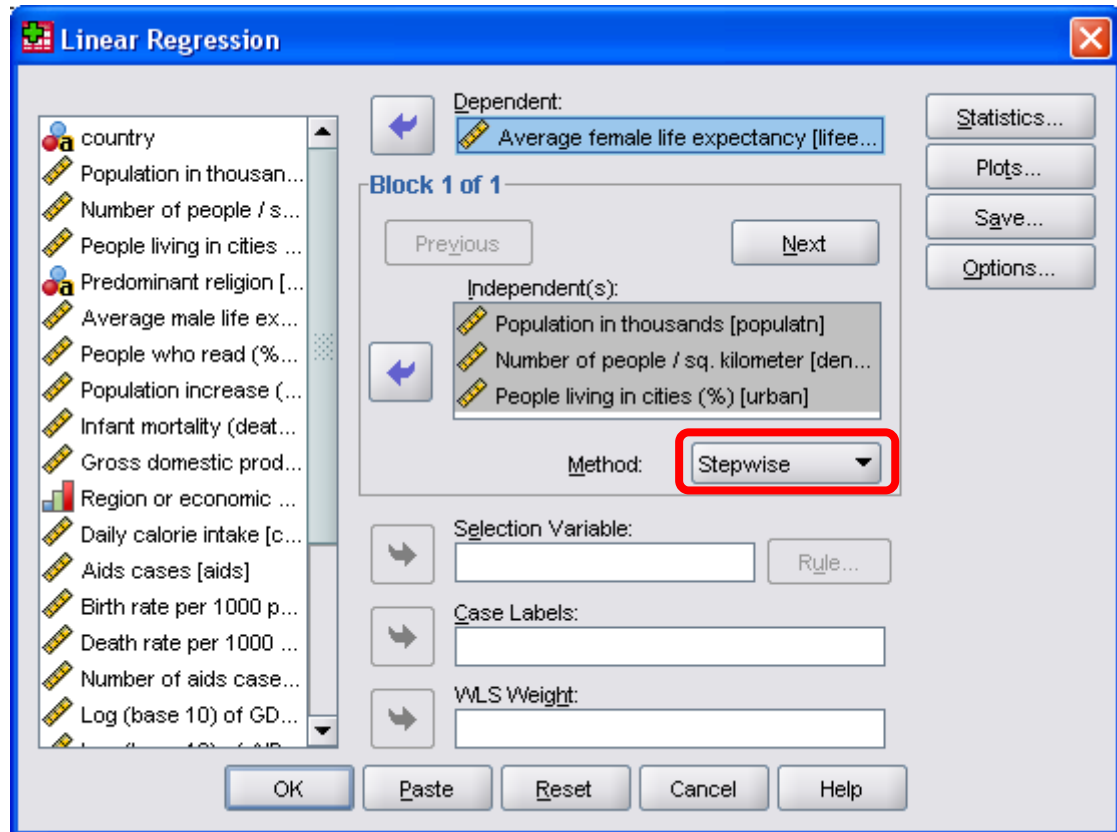 Linear Regression
country
Population in thousan...
Number of people / s...
People living in cities ...
Predominant religion [...
Average male life ex...
People who read (%...
Population increase (...
Infant mortality (deat...
Gross domestic prod...
Region or economic ...
Daily calorie intake [c...
Aids cases [aids]
Birth rate per 1000 p...
Death rate per 1000 ...
Number of aids case...
Log (base 10) of GD...
Dependent:
Average female life expectancy [lifee...
Block 1 of 1
Previous
Next
Independent(s):
Population in thousands [populatn]
Number of people / sq. kilometer [den...
People living in cities (%) [urban]
Method:
Stepwise
Selection Variable:
Rule...
Case Labels:
WLS Weight:
Statistics...
Plots...
Save...
Options...
OK
Paste
Reset
Cancel
Help